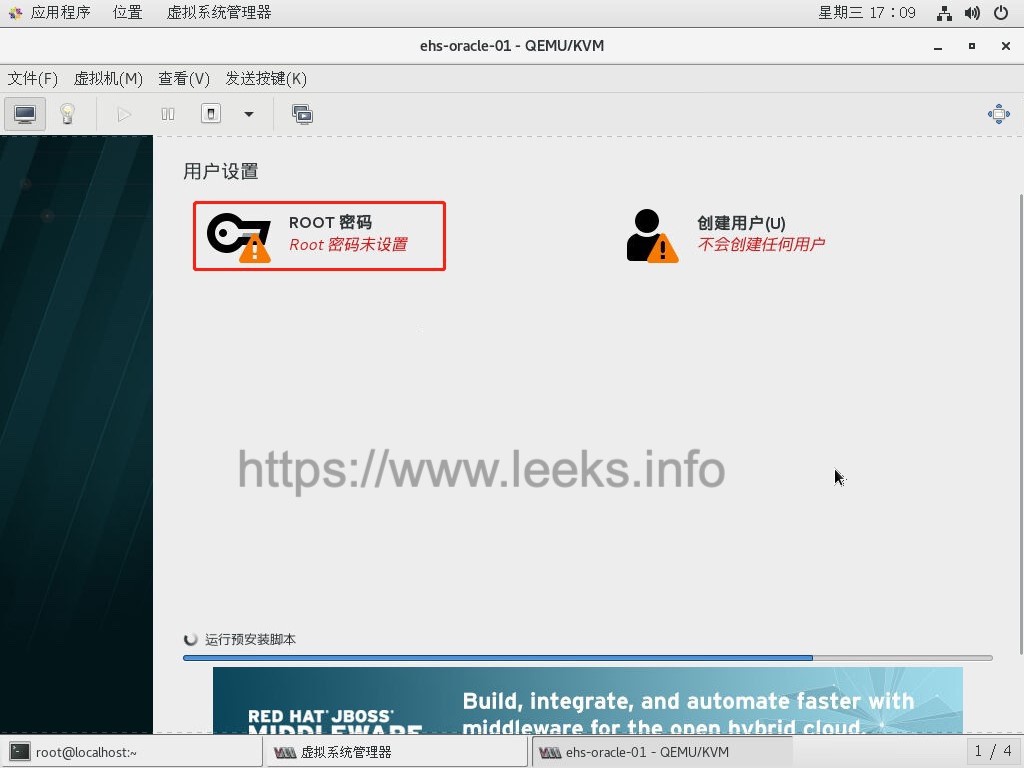 应用程序 位置 虚拟系统管理器 星期三 17：09
ehs-oracle-01 - QEMU/KVM
文件(F) 虚拟机(M) 查看(V) 发送按键(K)
用户设置
ROOT 密码
Root 密码未设置
创建用户(U)
不会创建任何用户
https://www.leeks.info
运行预安装脚本
RED HAT® JBOSS®
MIDDLEWARE
Build, integrate, and automate faster with
middleware for the open hybrid cloud.
root@localhost:~ 虚拟系统管理器 ehs-oracle-01 - QEMU/KVM 1 / 4